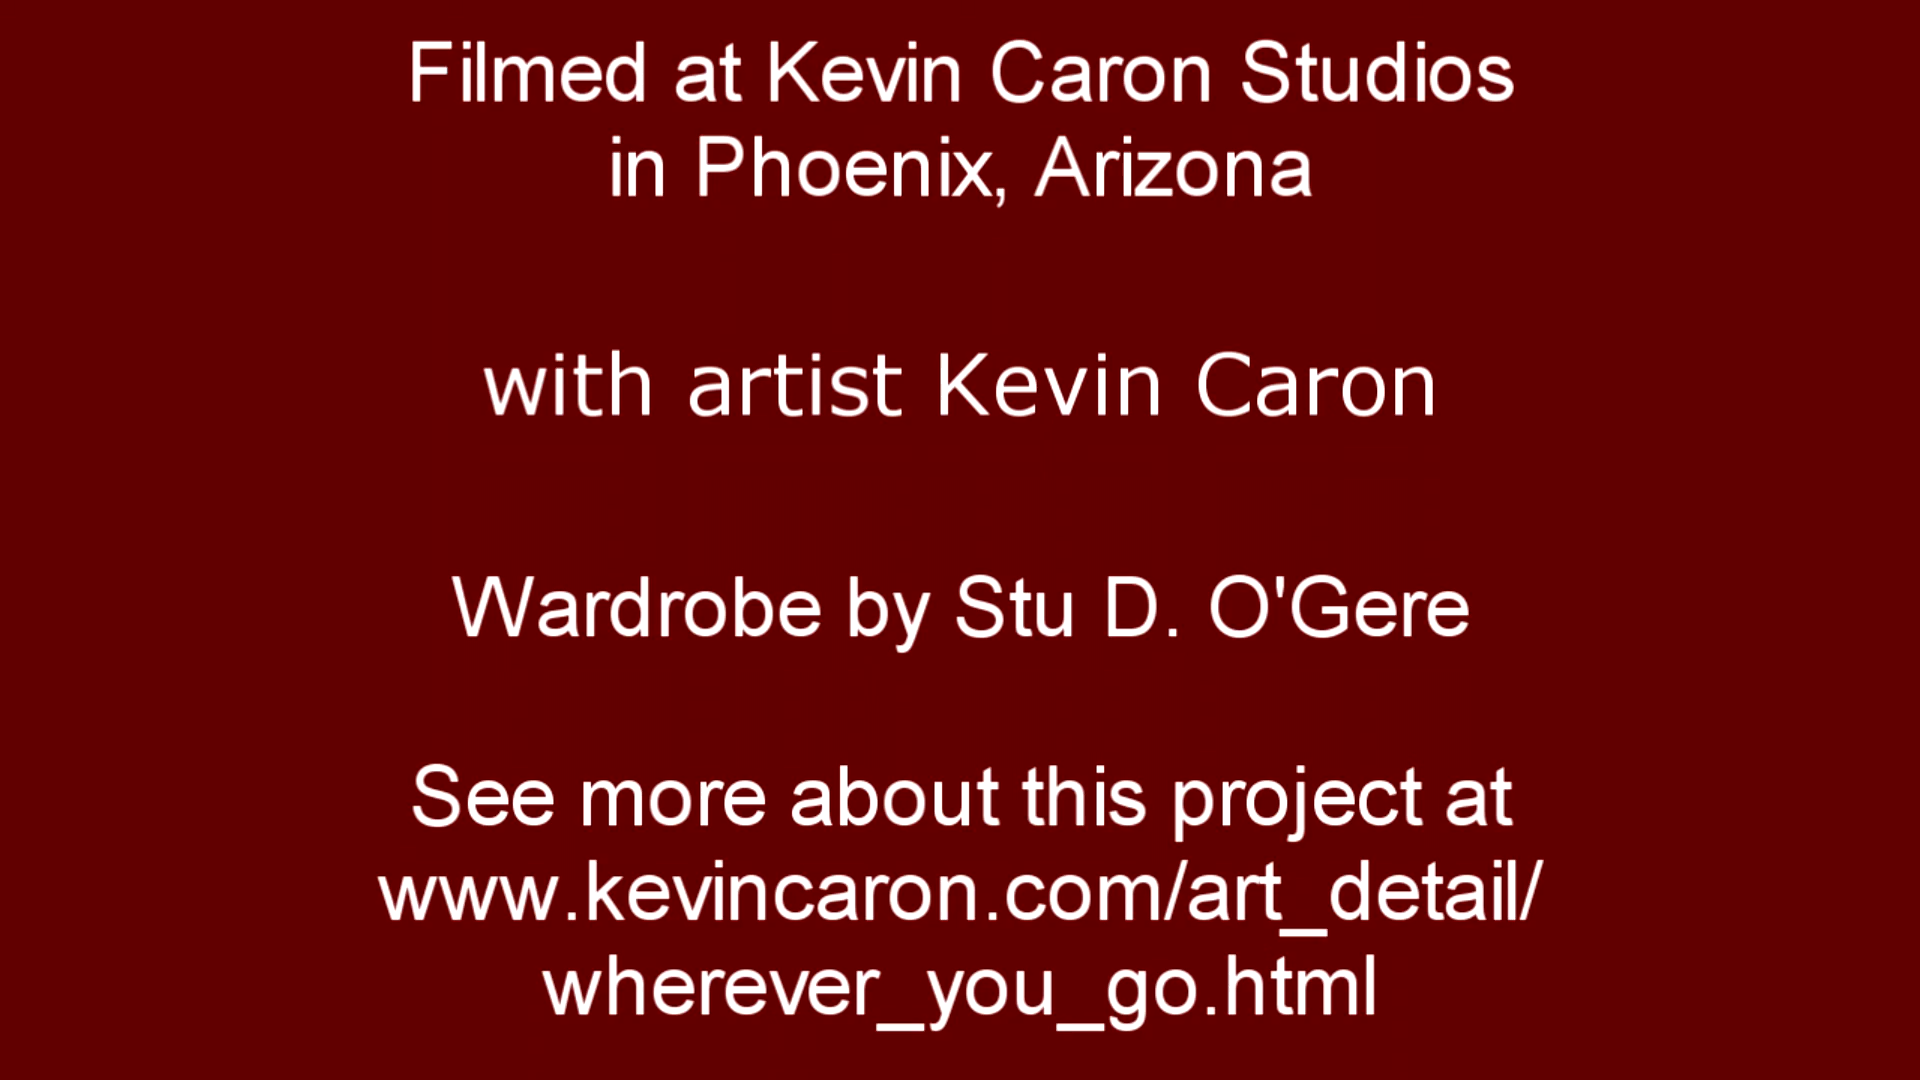 Filmed at Kevin Caron Studios
in Phoenix, Arizona
with artist Kevin Caron
Wardrobe by Stu D. O'Gere
See more about this project at
www.kevincaron.com/art_detail/
wherever_you_go.html